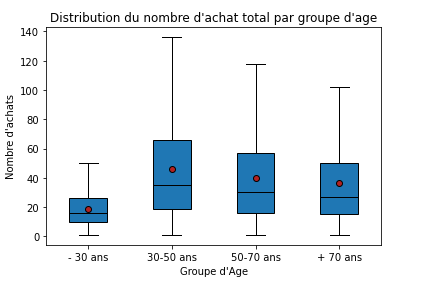 Distribution du nombre d'achat total par groupe d'age
140
120
100
80
60
40
20
0
Nombre d'achats
- 30 ans
30-50 ans
50-70 ans
+ 70 ans
Groupe d'Age